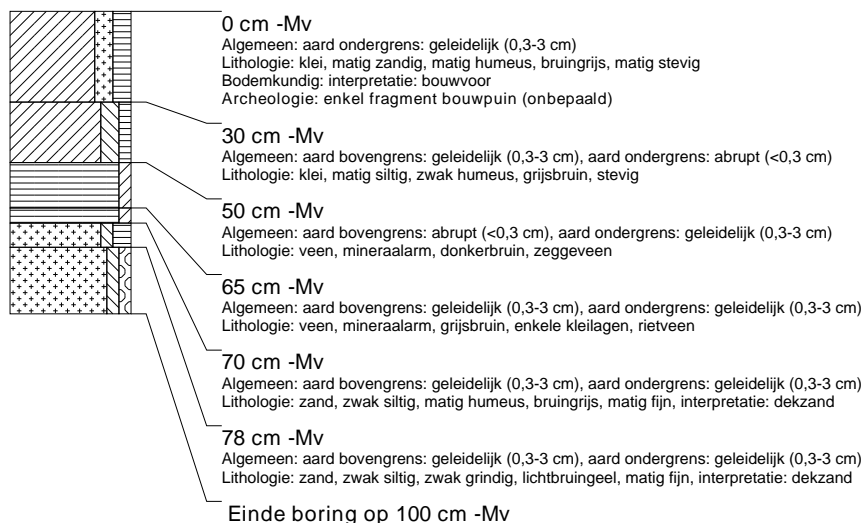 0 cm -Mv
Algemeen: aard ondergrens: geleidelijk (0,3-3 cm)
Lithologie: klei, matig zandig, matig humeus, bruingrijs, matig stevig
Bodemkundig: interpretatie: bouwvoor
Archeologie: enkel fragment bouwpuin (onbepaald)
30 cm -Mv
Algemeen: aard bovengrens: geleidelijk (0,3-3 cm), aard ondergrens: abrupt (<0,3 cm)
Lithologie: klei, matig siltig, zwak humeus, grijsbruin, stevig
50 cm -Mv
Algemeen: aard bovengrens: abrupt (<0,3 cm), aard ondergrens: geleidelijk (0,3-3 cm)
Lithologie: veen, mineraalarm, donkerbruin, zeggeveen
65 cm -Mv
Algemeen: aard bovengrens: geleidelijk (0,3-3 cm), aard ondergrens: geleidelijk (0,3-3 cm)
Lithologie: veen, mineraalarm, grijsbruin, enkele kleilagen, rietveen
70 cm -Mv
Algemeen: aard bovengrens: geleidelijk (0,3-3 cm), aard ondergrens: geleidelijk (0,3-3 cm)
Lithologie: zand, zwak siltig, matig humeus, bruingrijs, matig fijn, interpretatie: dekzand
78 cm -Mv
Algemeen: aard bovengrens: geleidelijk (0,3-3 cm), aard ondergrens: geleidelijk (0,3-3 cm)
Lithologie: zand, zwak siltig, zwak grindig, lichtbruingeel, matig fijn, interpretatie: dekzand
Einde boring op 100 cm -Mv